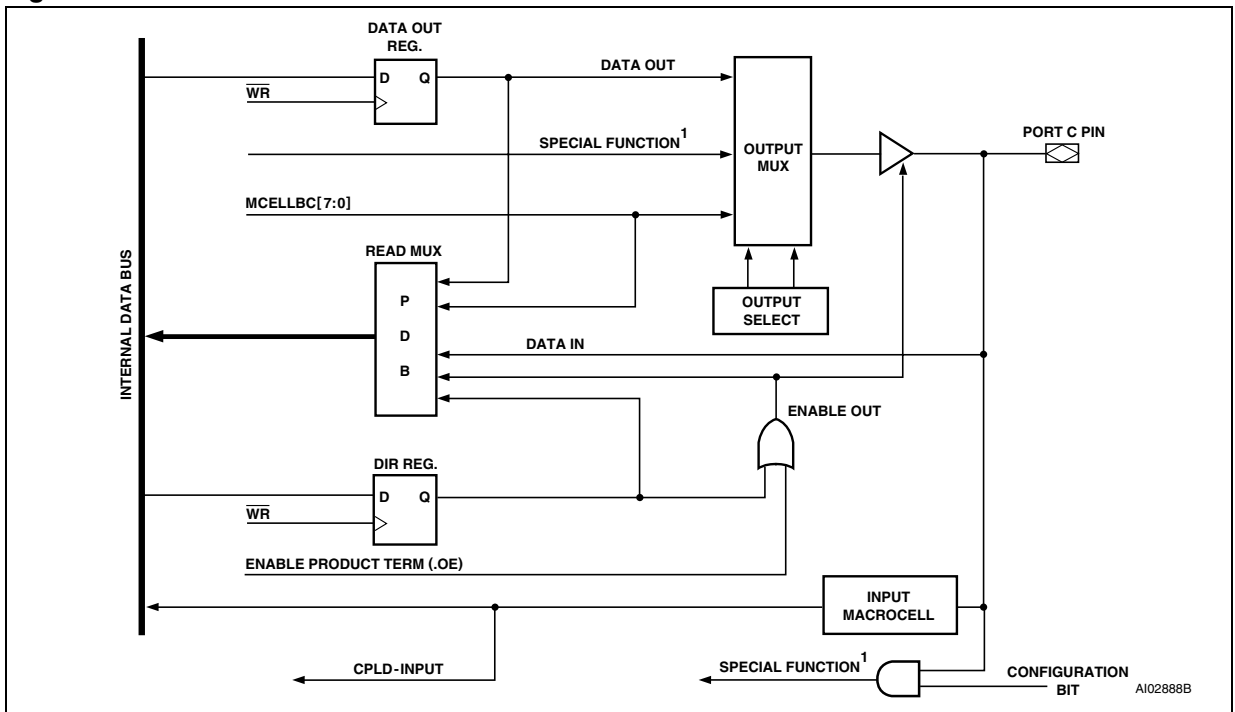 DATA OUT
REG.
D Q
WR
DATA OUT
SPECIAL FUNCTION1
OUTPUT
MUX
PORT C PIN
MCELLBC[7:0]
READ MUX
P
D
B
OUTPUT
SELECT
INTERNAL DATA BUS
DATA IN
ENABLE OUT
DIR REG.
D Q
WR
ENABLE PRODUCT TERM (.OE)
INPUT
MACROCELL
CPLD-INPUT
SPECIAL FUNCTION1
CONFIGURATION
BIT
AI02888B